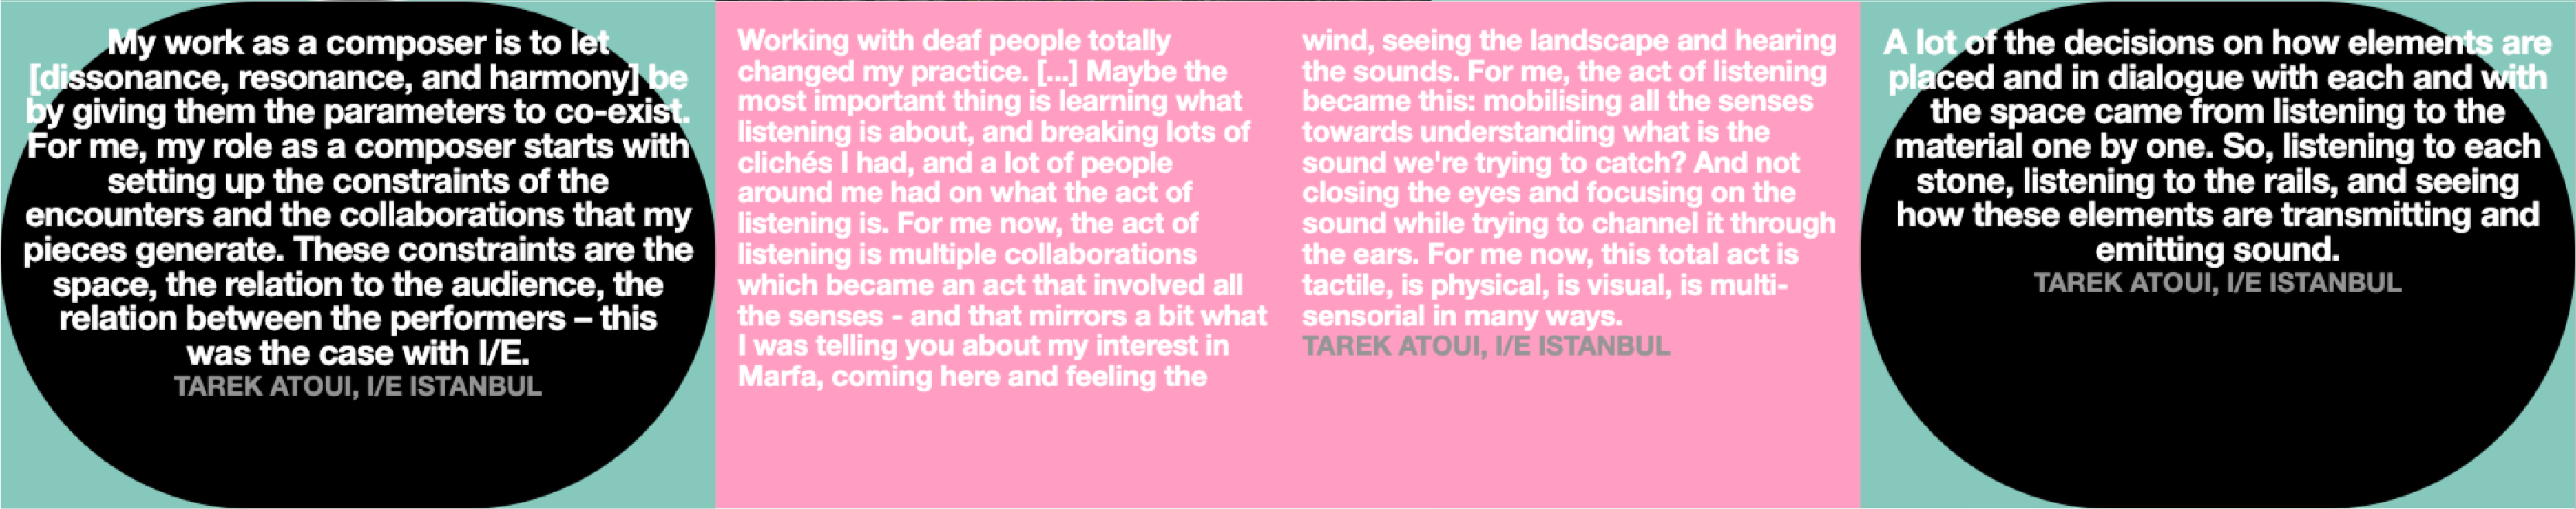 My work as a composer is to let
[dissonance, resonance, and harmony] be
by giving them the parameters to co-exist.
For me, my role as a composer starts with
setting up the constraints of the
encounters and the collaborations that my
pieces generate. These constraints are the
space, the relation to the audience, the
relation between the performers – this
was the case with I/E.
TAREK ATOUI, I/E ISTANBUL
Working with deaf people totally
changed my practice. [...] Maybe the
most important thing is learning what
listening is about, and breaking lots of
clichés I had, and a lot of people
around me had on what the act of
listening is. For me now, the act of
listening is multiple collaborations
which became an act that involved all
the senses - and that mirrors a bit what
I was telling you about my interest in
Marfa, coming here and feeling the
wind, seeing the landscape and hearing
the sounds. For me, the act of listening
became this: mobilising all the senses
towards understanding what is the
sound we're trying to catch? And not
closing the eyes and focusing on the
sound while trying to channel it through
the ears. For me now, this total act is
tactile, is physical, is visual, is multi-
sensorial in many ways.
TAREK ATOUI, I/E ISTANBUL
A lot of the decisions on how elements are
placed and in dialogue with each and with
the space came from listening to the
material one by one. So, listening to each
stone, listening to the rails, and seeing
how these elements are transmitting and
emitting sound.
TAREK ATOUI, I/E ISTANBUL